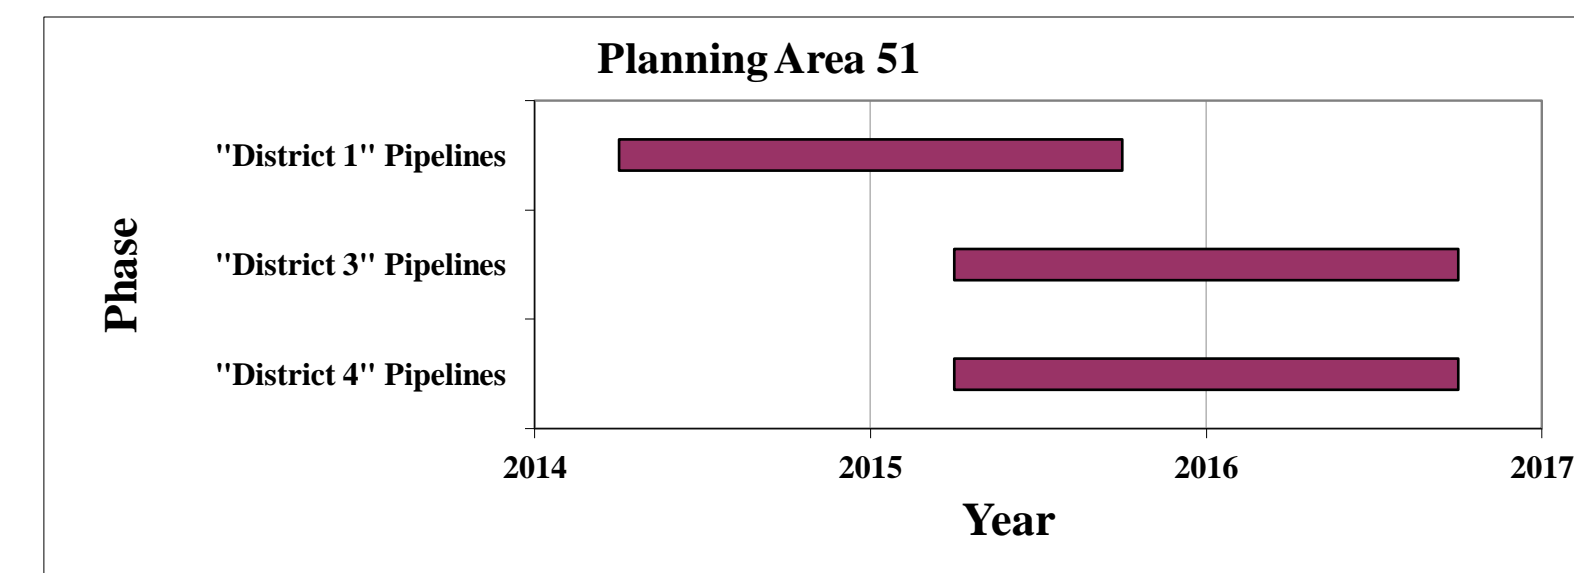 Planning Area 51
"District 1" Pipelines
"District 3" Pipelines
"District 4" Pipelines
Phase
2014 2015 2016 2017
Year